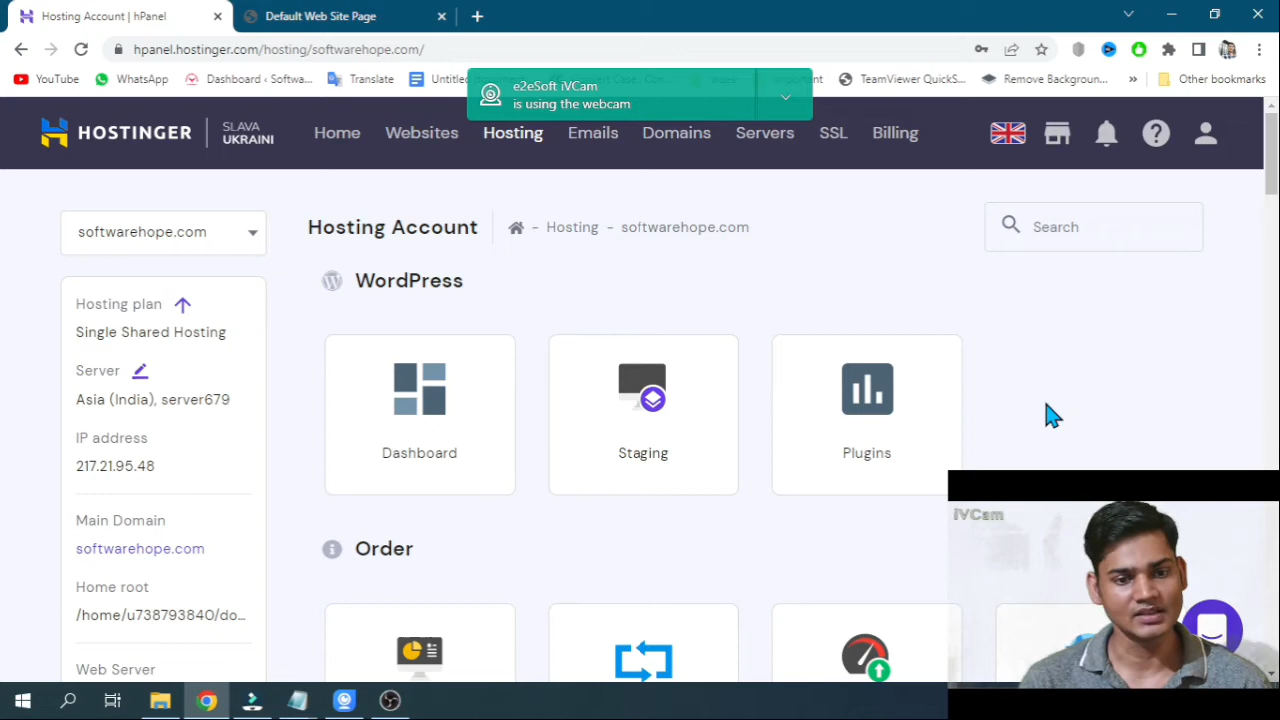 Hosting Account | hPanel
Default Web Site Page
hpanel.hostinger.com/hosting/softwarehope.com/
YouTube
WhatsApp
Dashboard ‹ Softwa...
Translate
TeamViewer QuickS...
Remove Backgroun...
Other bookmarks
e2eSoft iVCam
is using the webcam
HOSTINGER
SLAVA
UKRAINI
Home
Websites
Hosting
Emails
Domains
Servers
SSL
Billing
softwarehope.com
Hosting Account
- Hosting - softwarehope.com
Search
Hosting plan
Single Shared Hosting
Server
Asia (India), server679
IP address
217.21.95.48
Main Domain
softwarehope.com
Home root
/home/u738793840/do...
Web Server
WordPress
Dashboard
Staging
Plugins
Order
iVCam